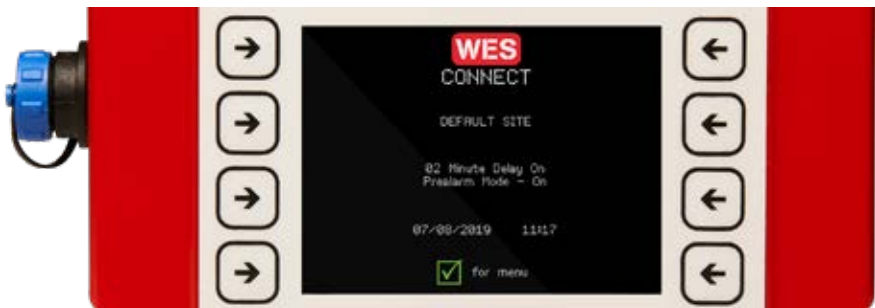 WES
CONNECT
DEFAULT SITE
02 Minute Delay On
Prealarm Mode - On
07/08/2019 11:17
for menu